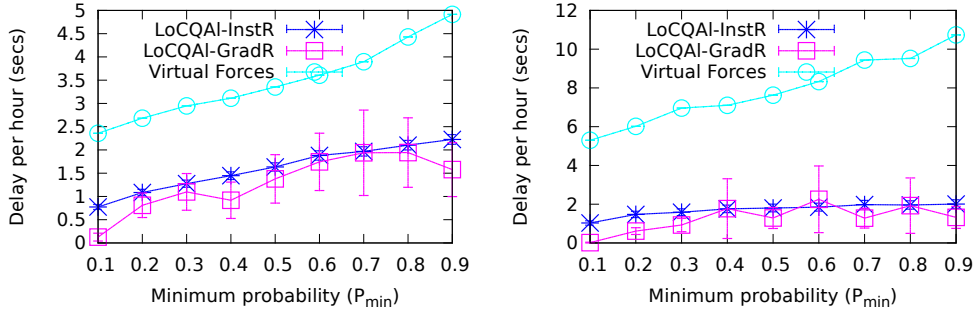 Delay per hour (secs)
5
4.5
4
3.5
3
2.5
2
1.5
1
0.5
0
LoCQAI-InstR
LoCQAI-GradR
Virtual Forces
0.1 0.2 0.3 0.4 0.5 0.6 0.7 0.8 0.9
Minimum probability (Pmin)
Delay per hour (secs)
12
10
8
6
4
2
0
LoCQAI-InstR
LoCQAI-GradR
Virtual Forces
0.1 0.2 0.3 0.4 0.5 0.6 0.7 0.8 0.9
Minimum probability (Pmin)